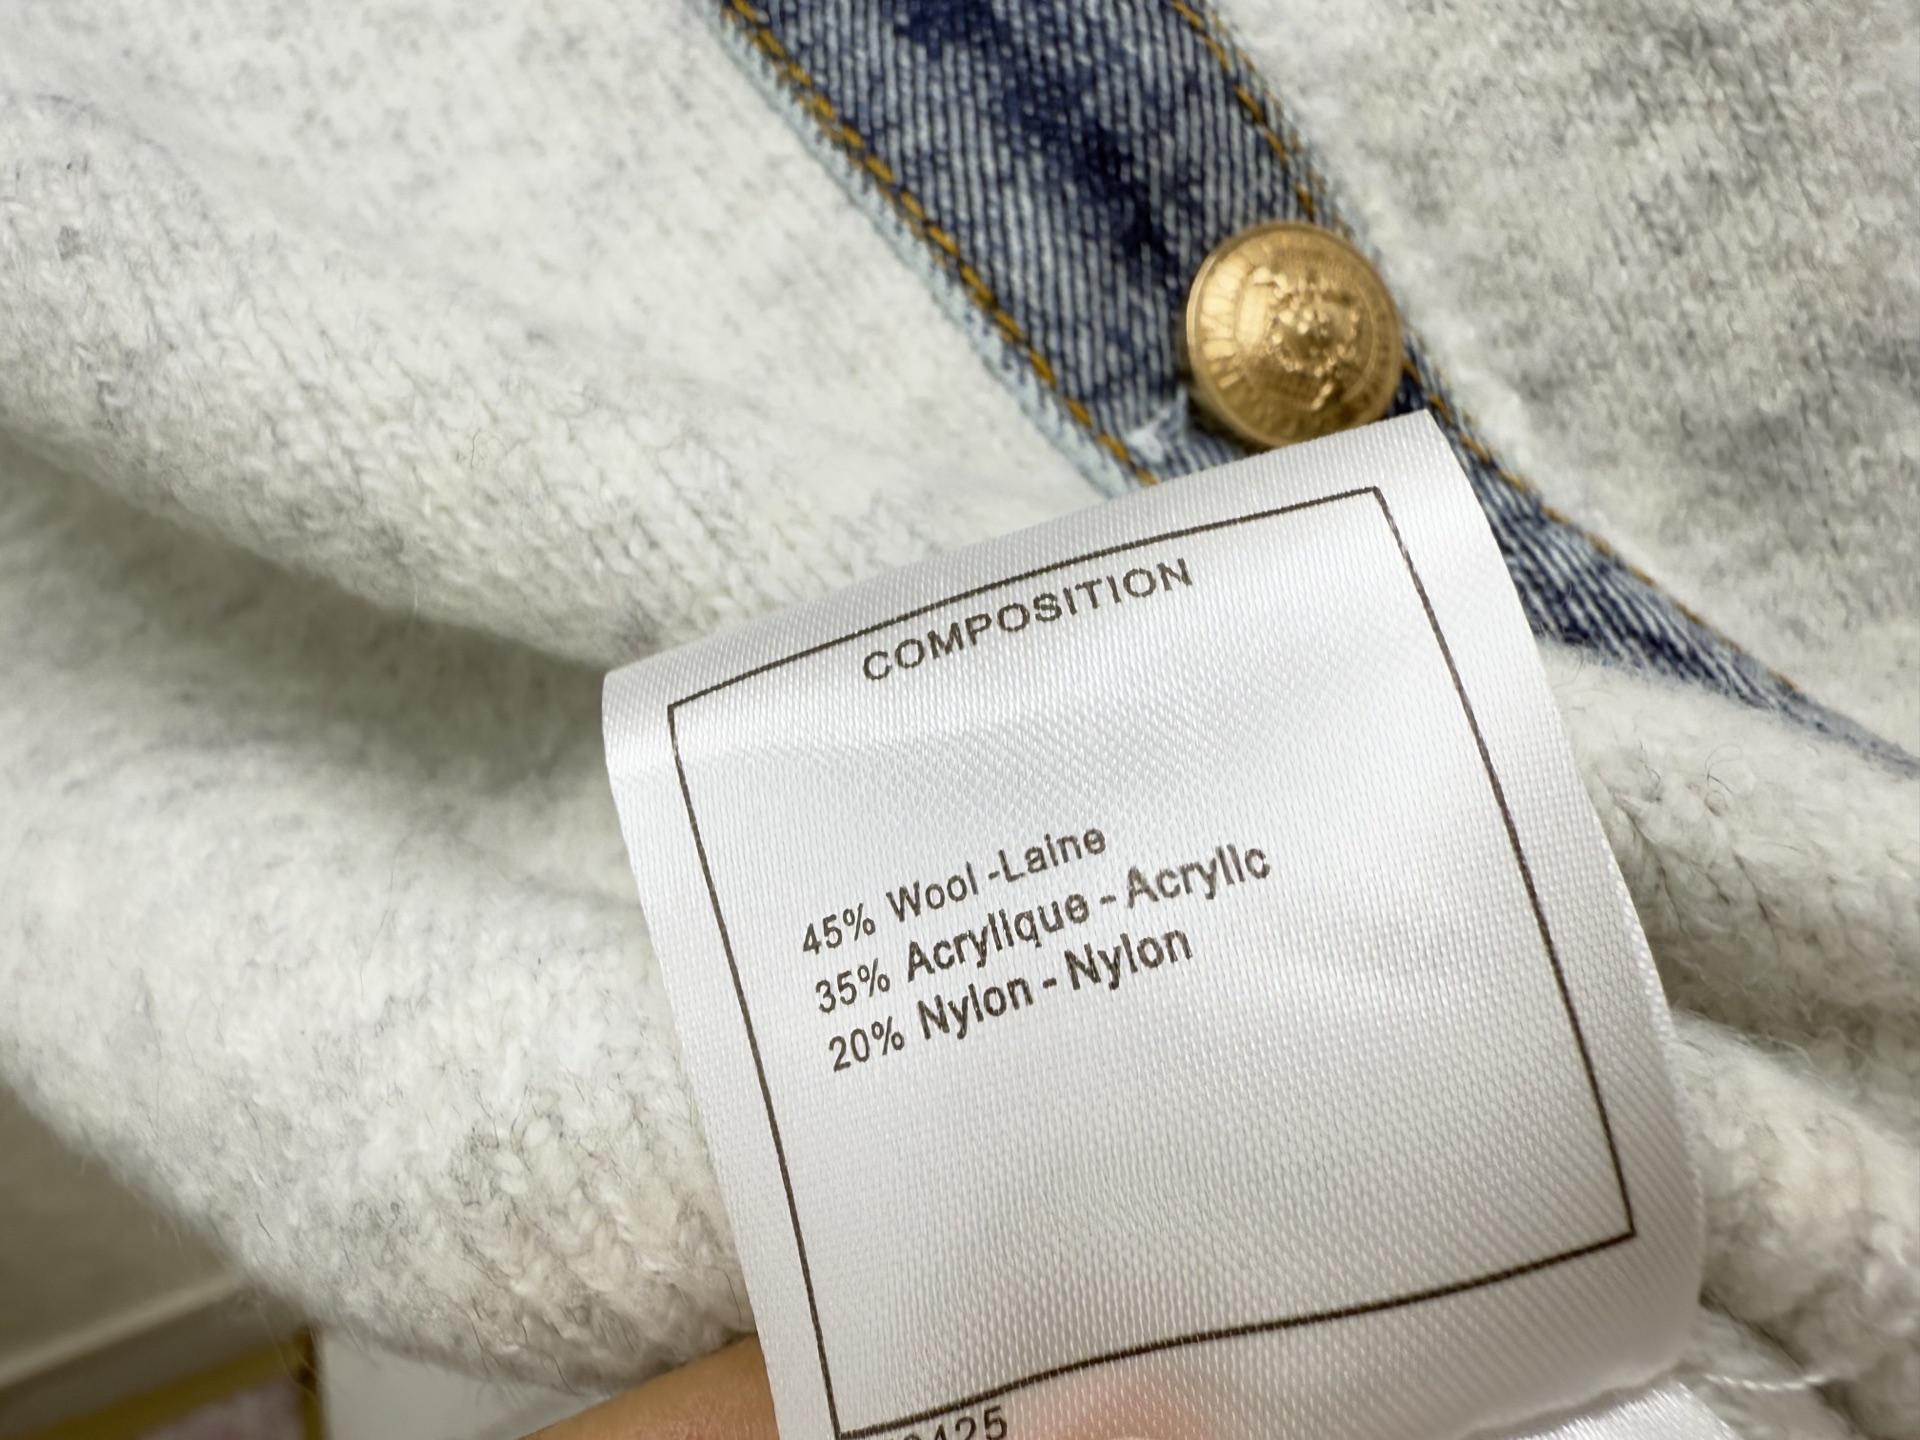 COMPOSITION
45% Wool -Laine
35% Acrylique - Acrylic
20% Nylon - Nylon